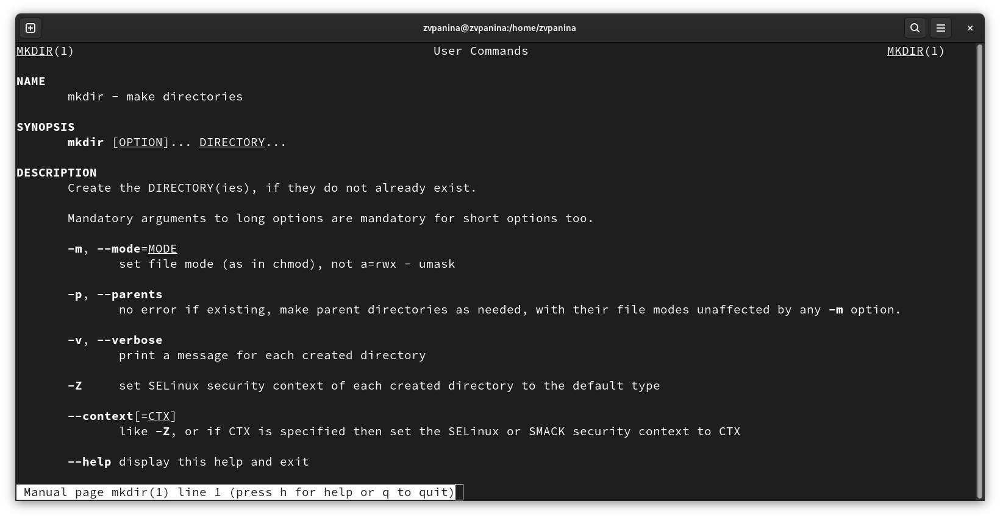 zvpanina@zvpanina:/home/zvpanina
MKDIR(1) User Commands MKDIR(1)
NAME
mkdir - make directories
SYNOPSIS
mkdir [OPTION]... DIRECTORY...
DESCRIPTION
Create the DIRECTORY(ies), if they do not already exist.
Mandatory arguments to long options are mandatory for short options too.
-m, --mode=MODE
set file mode (as in chmod), not a=rwx - umask
-p, --parents
no error if existing, make parent directories as needed, with their file modes unaffected by any -m option.
-v, --verbose
print a message for each created directory
-Z set SELinux security context of each created directory to the default type
--context[=CTX]
like -Z, or if CTX is specified then set the SELinux or SMACK security context to CTX
--help display this help and exit
Manual page mkdir(1) line 1 (press h for help or q to quit)